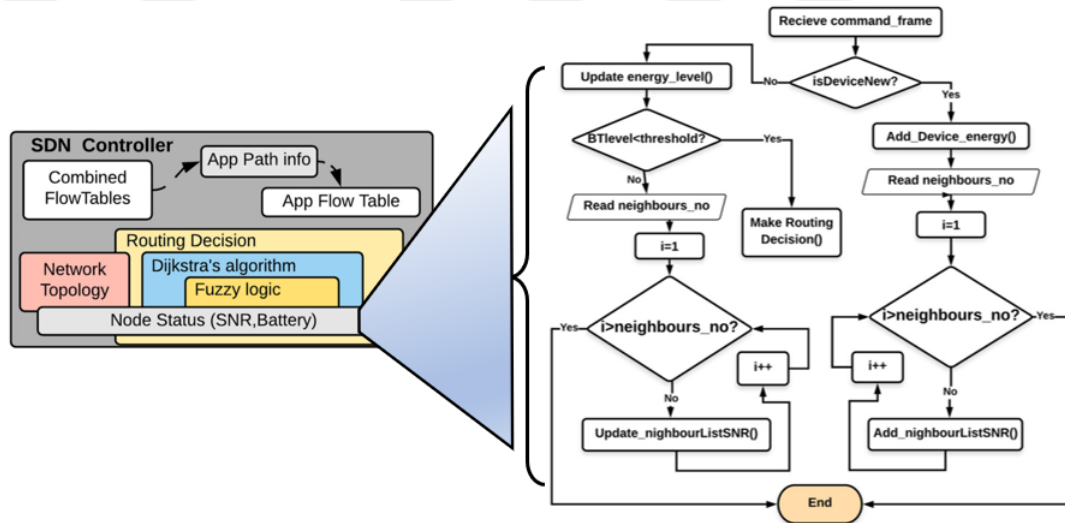 SDN Controller
Combined
FlowTables
App Path info
App Flow Table
Routing Decision
Network
Topology
Dijkstra's algorithm
Fuzzy logic
Node Status (SNR,Battery)
Recieve command_frame
isDeviceNew?
No
Yes
Update energy_level()
BTlevel<threshold?
Yes
No
Read neighbours_no
Make Routing
Decision()
i=1
i>neighbours_no?
Yes
i++
No
Update_nighbourListSNR()
Add_Device_energy()
Read neighbours_no
i=1
i>neighbours_no?
Yes
i++
No
Add_nighbourListSNR()
End